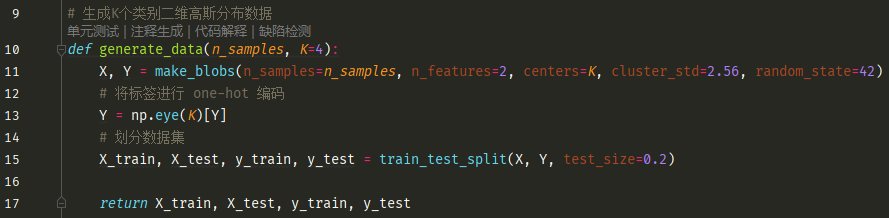 9 # 生成K个类别二维高斯分布数据
单元测试 | 注释生成 | 代码解释 | 缺陷检测
10 def generate_data(n_samples, K=4):
11 X, Y = make_blobs(n_samples=n_samples, n_features=2, centers=K, cluster_std=2.56, random_state=42)
12 # 将标签进行 one-hot 编码
13 Y = np.eye(K)[Y]
14 # 划分数据集
15 X_train, X_test, y_train, y_test = train_test_split(X, Y, test_size=0.2)
16
17 return X_train, X_test, y_train, y_test